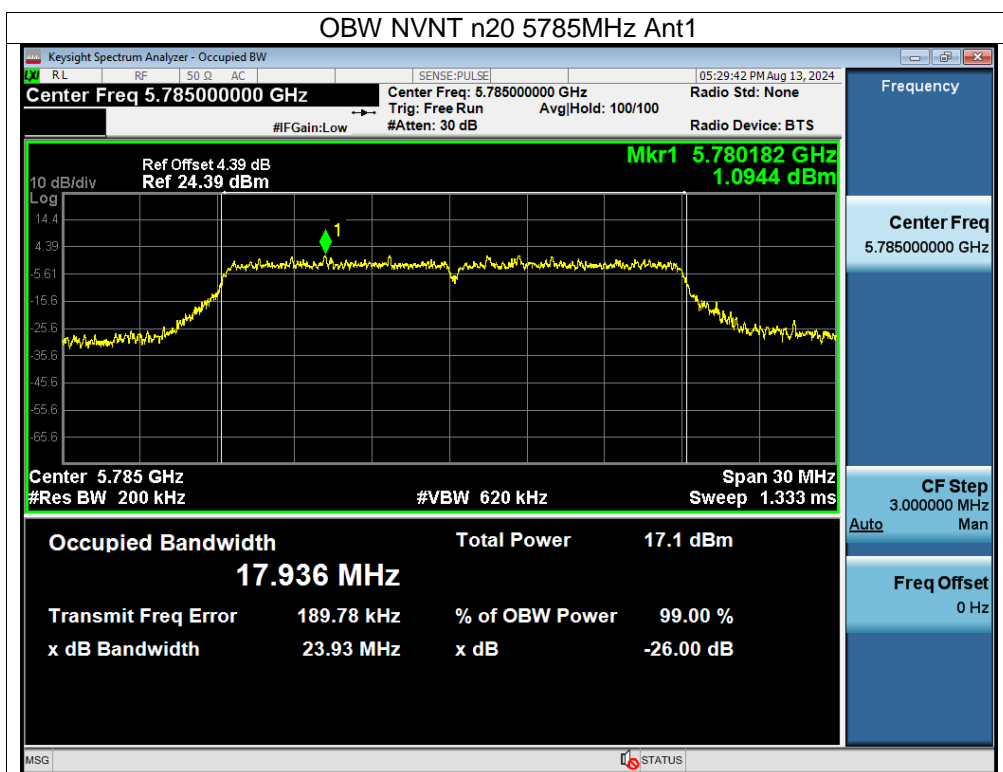 OBW NVNT n20 5785MHz Ant1
Keysight Spectrum Analyzer - Occupied BW
LXI RL RF 50 Ω AC SENSE:PULSE 05:29:42 PM Aug 13, 2024
Center Freq 5.785000000 GHz
Center Freq: 5.785000000 GHz Radio Std: None
Trig: Free Run Avg|Hold: 100/100
#IFGain:Low #Atten: 30 dB Radio Device: BTS
Mkr1 5.780182 GHz
1.0944 dBm
Ref Offset 4.39 dB
10 dB/div Ref 24.39 dBm
Log
14.4
4.39
-5.61
-15.6
-25.6
-35.6
-45.6
-55.6
-65.6
1
Center 5.785 GHz Span 30 MHz
#Res BW 200 kHz #VBW 620 kHz Sweep 1.333 ms
Occupied Bandwidth Total Power 17.1 dBm
17.936 MHz
Transmit Freq Error 189.78 kHz % of OBW Power 99.00 %
x dB Bandwidth 23.93 MHz x dB -26.00 dB
MSG STATUS
Frequency
Center Freq
5.785000000 GHz
CF Step
3.000000 MHz
Auto Man
Freq Offset
0 Hz